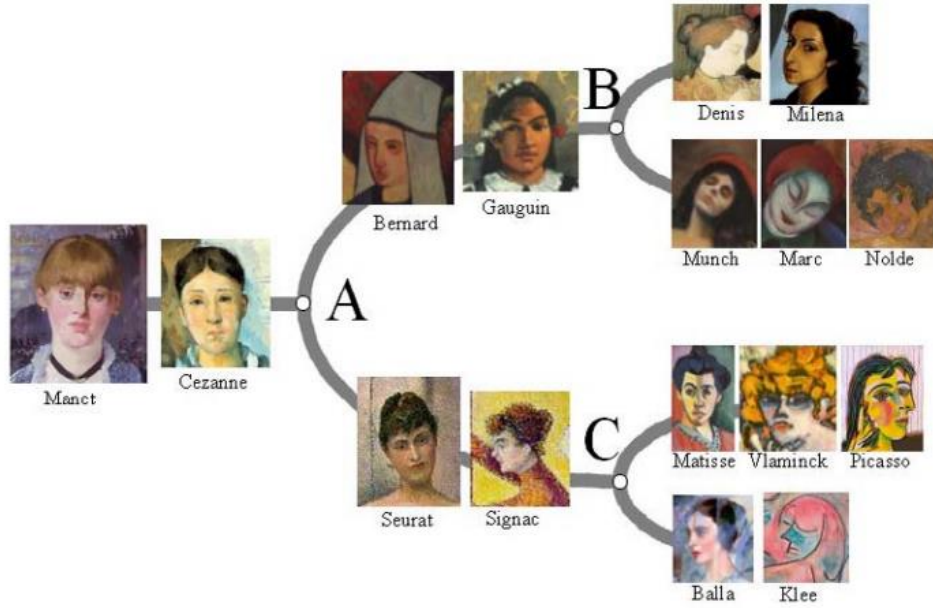 B
Denis Milena
Bernard Gauguin
Munch Marc Nolde
A
Manct Cezanne
C
Matisse Vlaminck Picasso
Seurat Signac
Balla Klee